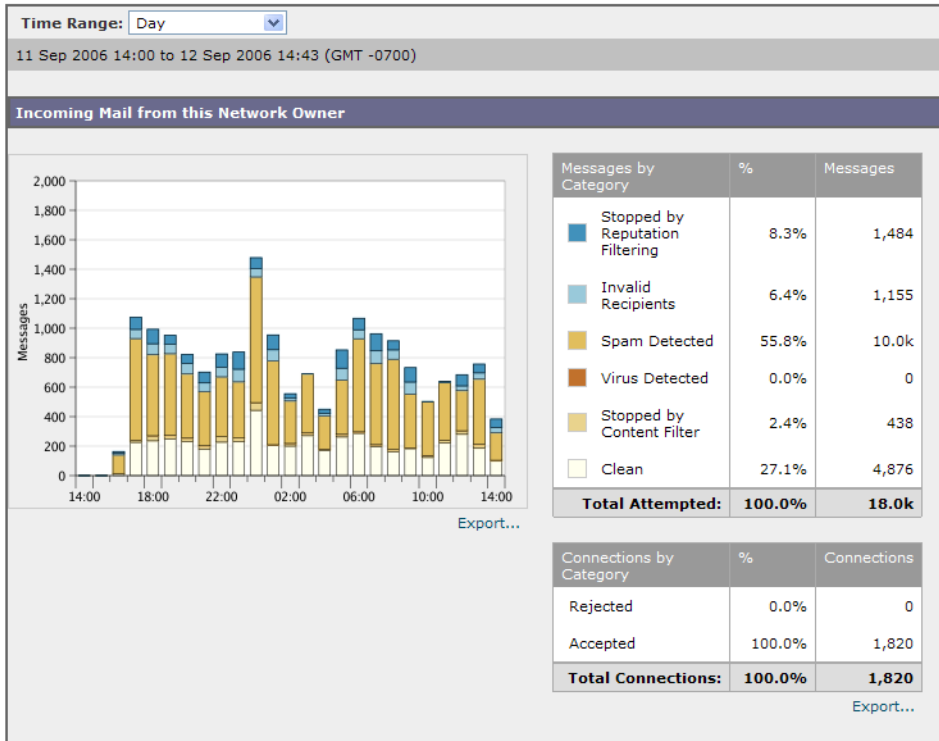 Time Range: Day
11 Sep 2006 14:00 to 12 Sep 2006 14:43 (GMT -0700)
Incoming Mail from this Network Owner
2,000
1,800
1,600
1,400
1,200
1,000
800
600
400
200
0
Messages
14:00 18:00 22:00 02:00 06:00 10:00 14:00
Export...
Messages by
Category % Messages
Stopped by
Reputation
Filtering 8.3% 1,484
Invalid
Recipients 6.4% 1,155
Spam Detected 55.8% 10.0k
Virus Detected 0.0% 0
Stopped by
Content Filter 2.4% 438
Clean 27.1% 4,876
Total Attempted: 100.0% 18.0k
Connections by
Category % Connections
Rejected 0.0% 0
Accepted 100.0% 1,820
Total Connections: 100.0% 1,820
Export...